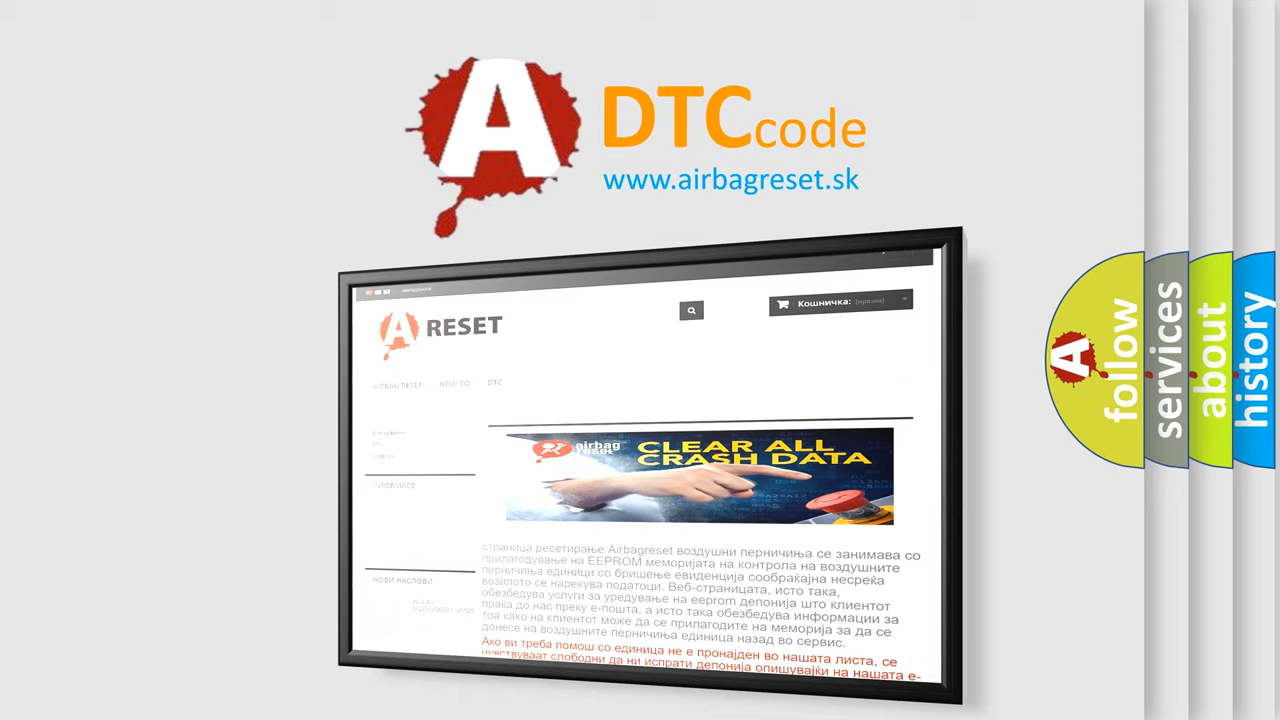 A
DTCcode
www.airbagreset.sk
A RESET
Кошничка: (празна)
AIRBAG RESET HOW TO DTC
airbag
reset
CLEAR ALL
CRASH DATA
INFORMACE
НОВИ НАСЛОВИ
страница ресетирање Airbagreset воздушни перничиња се занимава со
прилагодување на EEPROM меморијата на контрола на воздушните
перничиња единици со бришење евиденција сообраќајна несреќа
возилото се нарекува податоци. Веб-страницата, исто така,
обезбедува услуги за уредување на eeprom депонија што клиентот
праќа до нас преку е-пошта, а исто така обезбедува информации за
тоа како на клиентот може да се прилагодите на меморија за да се
донесе на воздушните перничиња единица назад во сервис.
Ако ви треба помош со единица не е пронајден во нашата листа, се
чувствуваат слободни да ни испрати депонија опишувајќи на нашата е-
A
follow
services
about
history